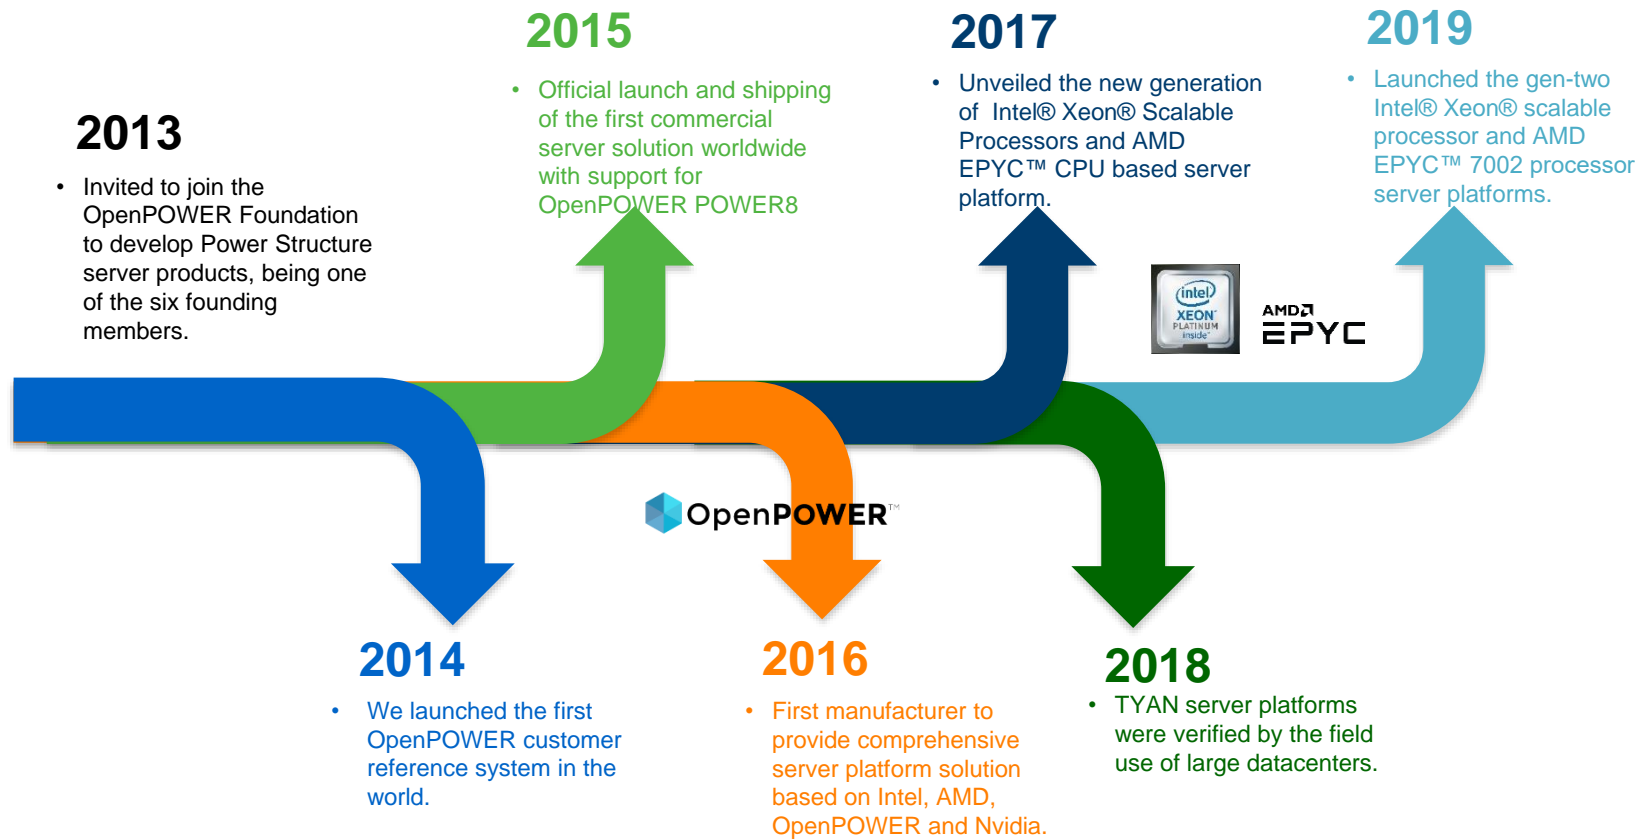 2013
• Invited to join the
OpenPOWER Foundation
to develop Power Structure
server products, being one
of the six founding
members.
2015
• Official launch and shipping
of the first commercial
server solution worldwide
with support for
OpenPOWER POWER8
2017
• Unveiled the new generation
of Intel® Xeon® Scalable
Processors and AMD
EPYC™ CPU based server
platform.
2019
• Launched the gen-two
Intel® Xeon® scalable
processor and AMD
EPYC™ 7002 processor
server platforms.
intel
XEON®
PLATINUM
inside™
AMD
EPYC
OpenPOWER™
2014
• We launched the first
OpenPOWER customer
reference system in the
world.
2016
• First manufacturer to
provide comprehensive
server platform solution
based on Intel, AMD,
OpenPOWER and Nvidia.
2018
• TYAN server platforms
were verified by the field
use of large datacenters.